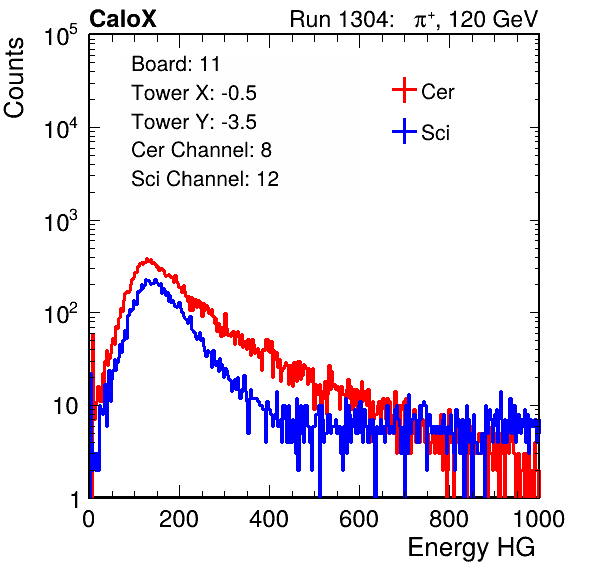 CaloX Run 1304: π⁺, 120 GeV
Counts
Board: 11
Tower X: -0.5
Tower Y: -3.5
Cer Channel: 8
Sci Channel: 12
Cer
Sci
10⁵
10⁴
10³
10²
10
1
0 200 400 600 800 1000
Energy HG